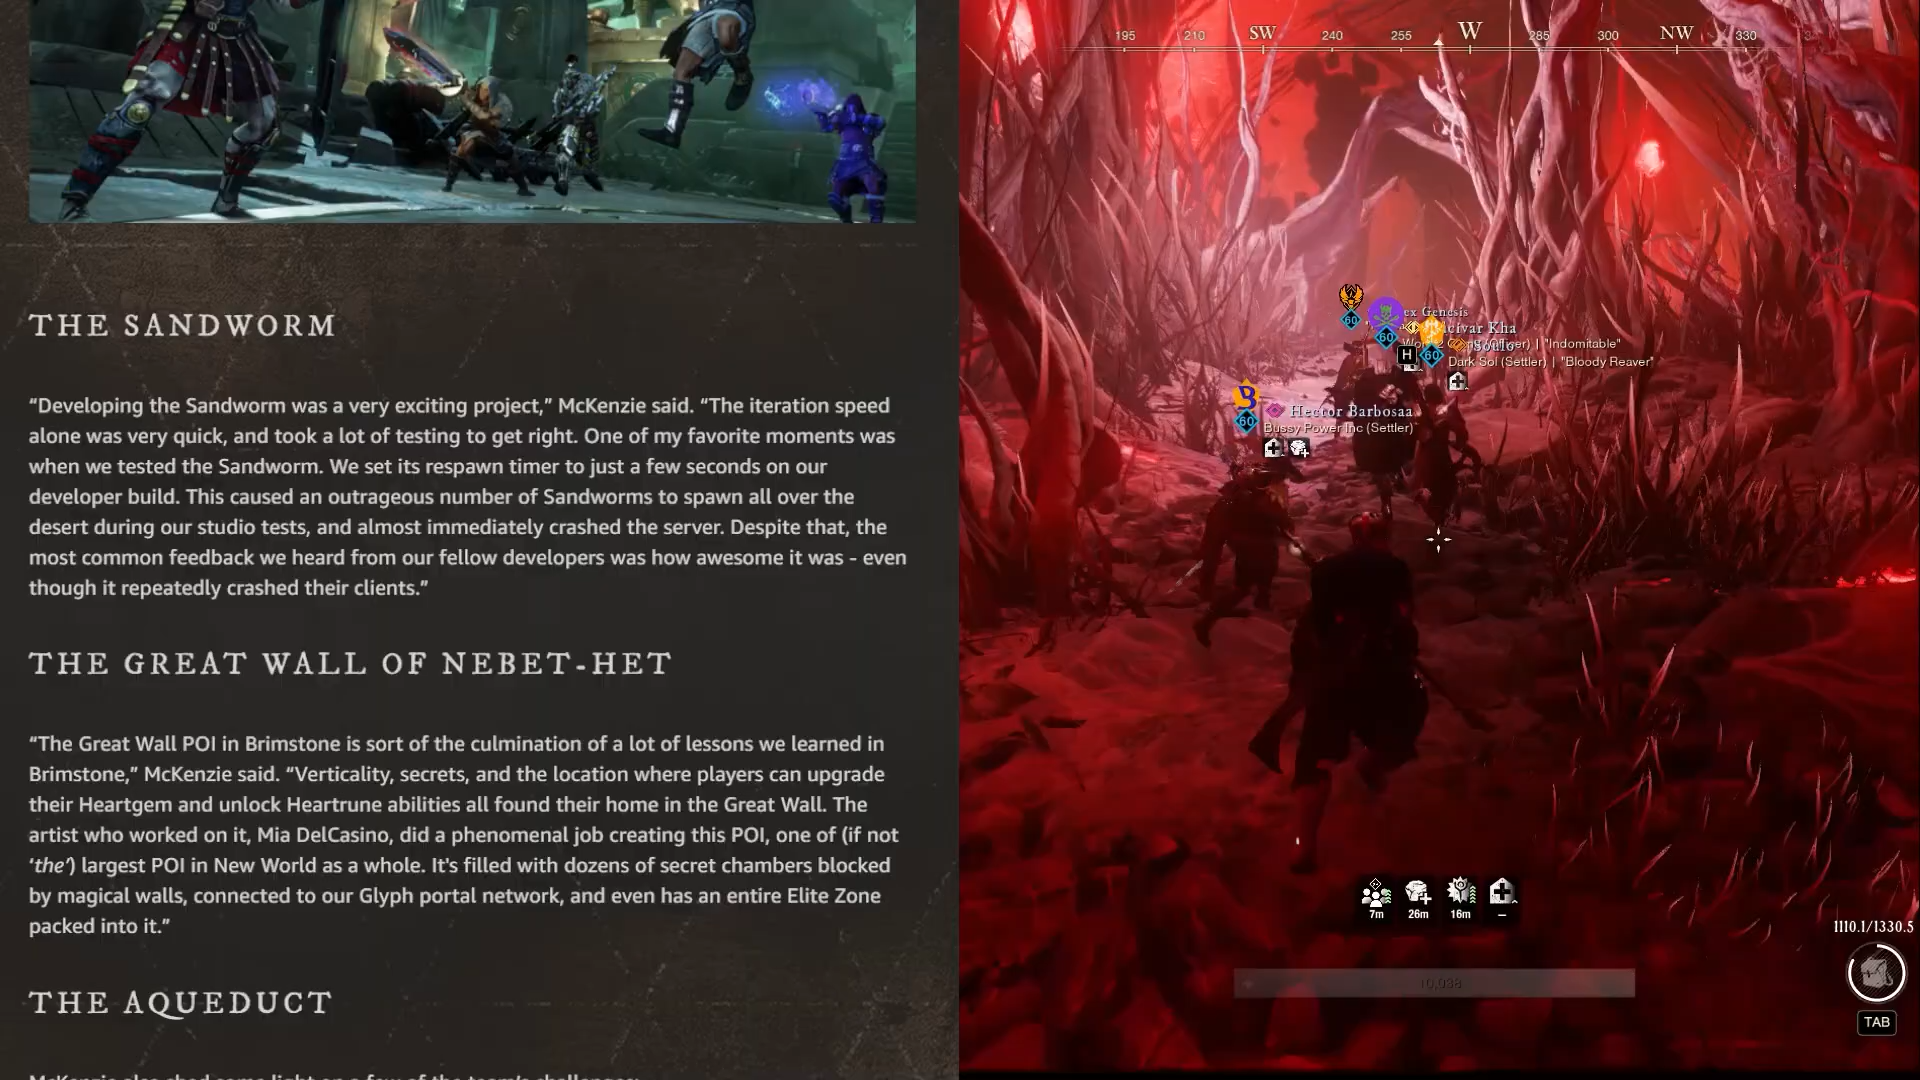 THE SANDWORM
“Developing the Sandworm was a very exciting project,” McKenzie said. “The iteration speed
alone was very quick, and took a lot of testing to get right. One of my favorite moments was
when we tested the Sandworm. We set its respawn timer to just a few seconds on our
developer build. This caused an outrageous number of Sandworms to spawn all over the
desert during our studio tests, and almost immediately crashed the server. Despite that, the
most common feedback we heard from our fellow developers was how awesome it was - even
though it repeatedly crashed their clients.”
THE GREAT WALL OF NEBET-HET
“The Great Wall POI in Brimstone is sort of the culmination of a lot of lessons we learned in
Brimstone,” McKenzie said. “Verticality, secrets, and the location where players can upgrade
their Heartgem and unlock Heartrune abilities all found their home in the Great Wall. The
artist who worked on it, Mia DelCasino, did a phenomenal job creating this POI, one of (if not
‘the’) largest POI in New World as a whole. It's filled with dozens of secret chambers blocked
by magical walls, connected to our Glyph portal network, and even has an entire Elite Zone
packed into it.”
THE AQUEDUCT
195 210 SW 240 255 W 285 300 NW 330
60
ex Genesis
60
lcivar Kha
(Officer) | "Indomitable"
H
60
Dark Sol (Settler) | "Bloody Reaver"
60
Hector Barbosaa
Bussy Power Inc (Settler)
7m 26m 16m –
1110.1/1330.5
10,038
TAB